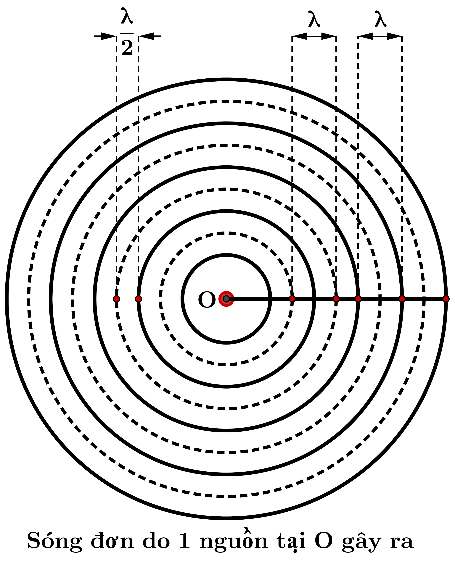 λ
2
λ
λ
O
Sóng đơn do 1 nguồn tại O gây ra